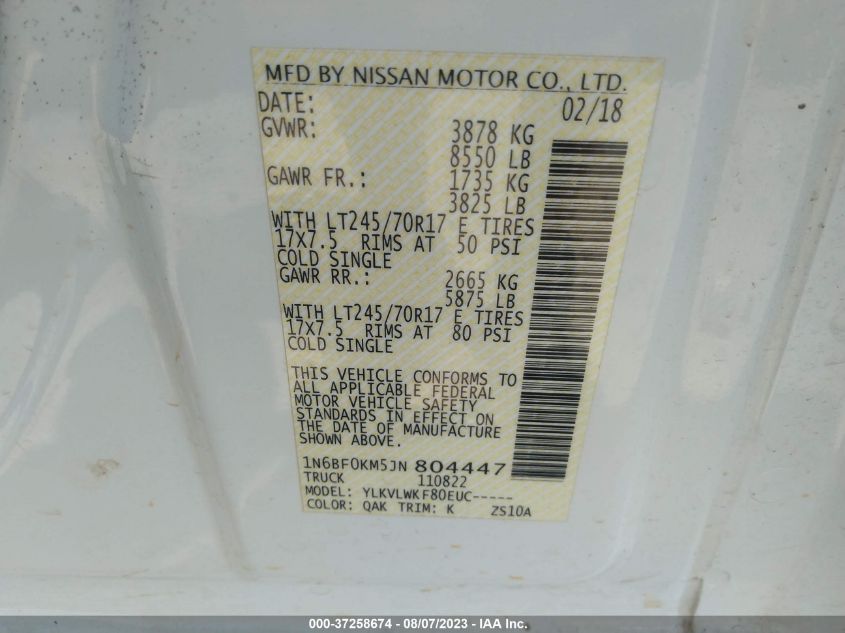 MFD BY NISSAN MOTOR CO., LTD.
DATE: 02/18
GVWR: 3878 KG
8550 LB
GAWR FR.: 1735 KG
3825 LB
WITH LT245/70R17 E TIRES
17X7.5 RIMS AT 50 PSI
COLD SINGLE
GAWR RR.: 2665 KG
5875 LB
WITH LT245/70R17 E TIRES
17X7.5 RIMS AT 80 PSI
COLD SINGLE
THIS VEHICLE CONFORMS TO
ALL APPLICABLE FEDERAL
MOTOR VEHICLE SAFETY
STANDARDS IN EFFECT ON
THE DATE OF MANUFACTURE
SHOWN ABOVE.
1N6BF0KM5JN 804447
TRUCK 110822
MODEL: YLKVLWKF80EUC-----
COLOR: QAK TRIM: K ZS10A
000-37258674 - 08/07/2023 - IAA Inc.